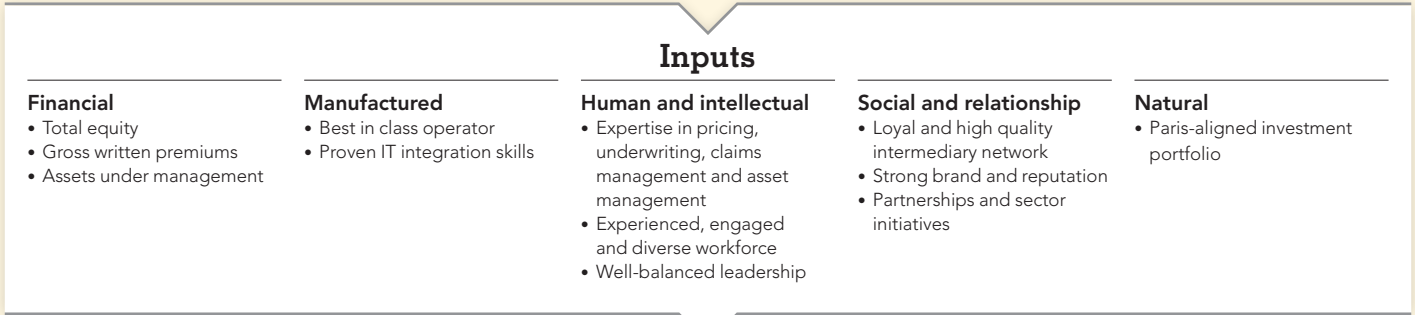 Inputs
Financial
• Total equity
• Gross written premiums
• Assets under management
Manufactured
• Best in class operator
• Proven IT integration skills
Human and intellectual
• Expertise in pricing,
underwriting, claims
management and asset
management
• Experienced, engaged
and diverse workforce
• Well-balanced leadership
Social and relationship
• Loyal and high quality
intermediary network
• Strong brand and reputation
• Partnerships and sector
initiatives
Natural
• Paris-aligned investment
portfolio